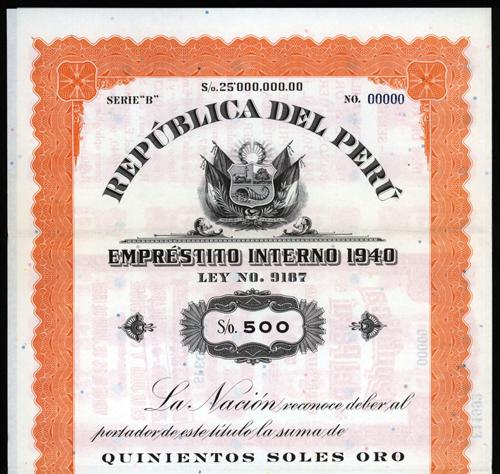 S/o. 25'000,000.00
SERIE "B"
NO. 00000
REPÚBLICA DEL PERÚ
EMPRÉSTITO INTERNO 1940
LEY NO. 9187
S/o. 500
La Nación reconoce deber al
portador de este título la suma de
QUINIENTOS SOLES ORO